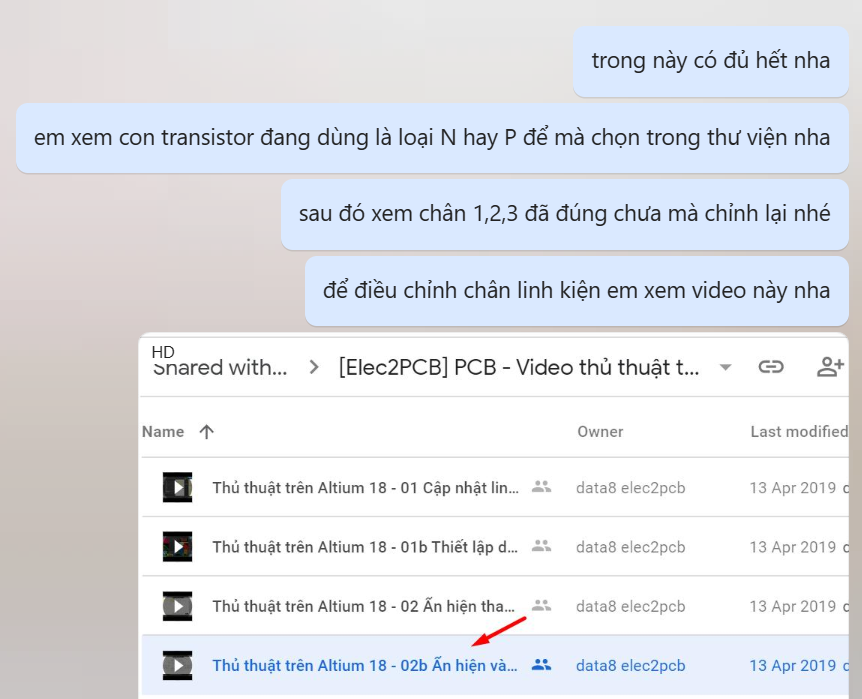 trong này có đủ hết nha
em xem con transistor đang dùng là loại N hay P để mà chọn trong thư viện nha
sau đó xem chân 1,2,3 đã đúng chưa mà chỉnh lại nhé
để điều chỉnh chân linh kiện em xem video này nha
HD
Shared with... > [Elec2PCB] PCB - Video thủ thuật t...
Name ↑ Owner Last modified
Thủ thuật trên Altium 18 - 01 Cập nhật lin... data8 elec2pcb 13 Apr 2019
Thủ thuật trên Altium 18 - 01b Thiết lập d... data8 elec2pcb 13 Apr 2019
Thủ thuật trên Altium 18 - 02 Ẩn hiện tha... data8 elec2pcb 13 Apr 2019
Thủ thuật trên Altium 18 - 02b Ẩn hiện và... data8 elec2pcb 13 Apr 2019